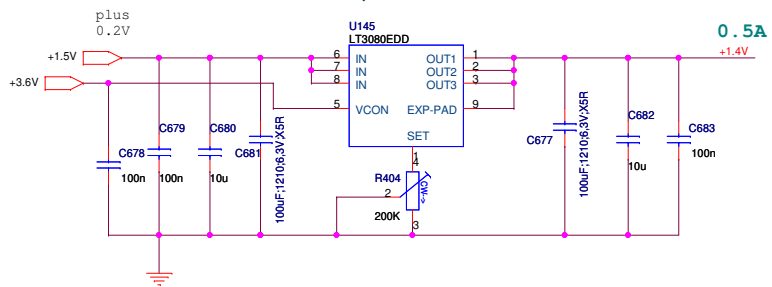 plus
0.2V
U145
LT3080EDD
0.5A
+1.4V
+1.5V
6
IN
OUT1
1
7
IN
OUT2
2
8
IN
OUT3
3
+3.6V
5
VCON
EXP-PAD
9
SET
C678
100n
C679
100n
C680
10u
C681
100uF;1210;6,3V;X5R
1
4
R404
2
CW->
200K
3
C677
100uF;1210;6,3V;X5R
C682
10u
C683
100n